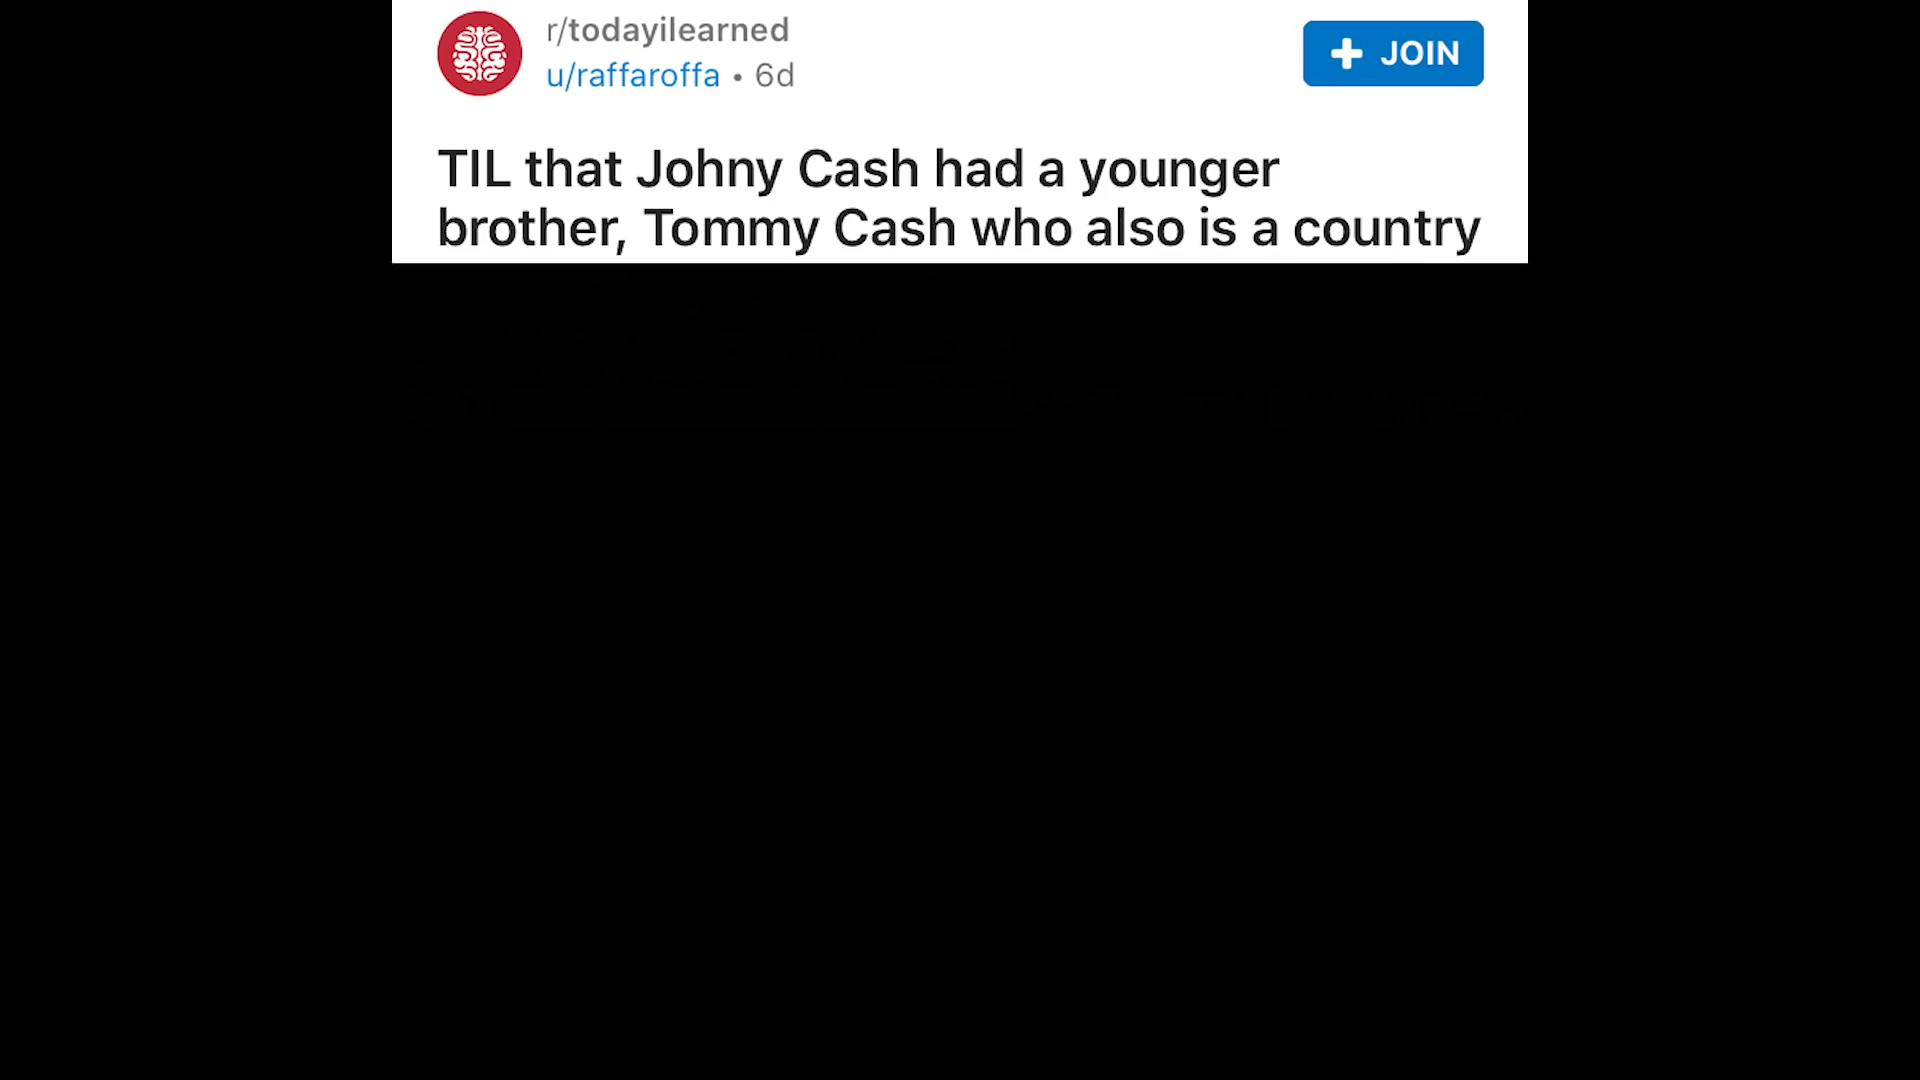 r/todayilearned
u/raffaroffa • 6d
JOIN
TIL that Johny Cash had a younger
brother, Tommy Cash who also is a country